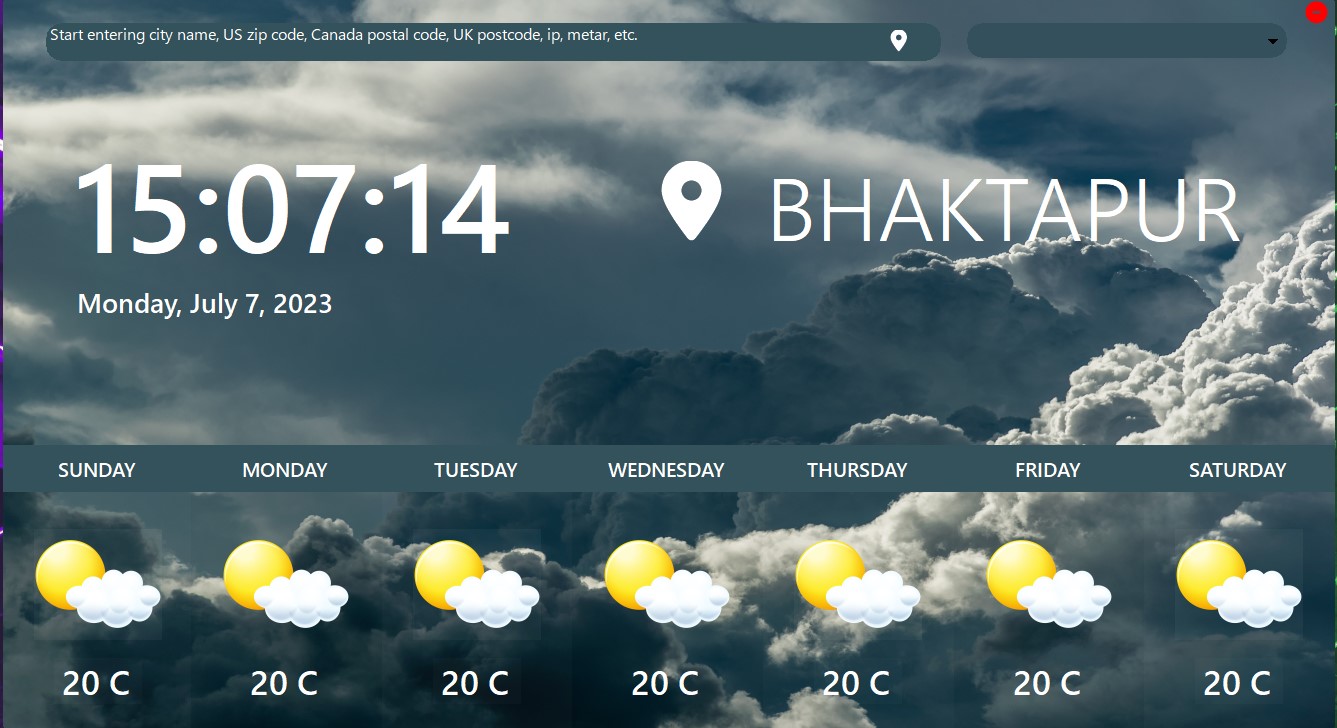 Start entering city name, US zip code, Canada postal code, UK postcode, ip, metar, etc.
15:07:14
BHAKTAPUR
Monday, July 7, 2023
SUNDAY MONDAY TUESDAY WEDNESDAY THURSDAY FRIDAY SATURDAY
20 C 20 C 20 C 20 C 20 C 20 C 20 C